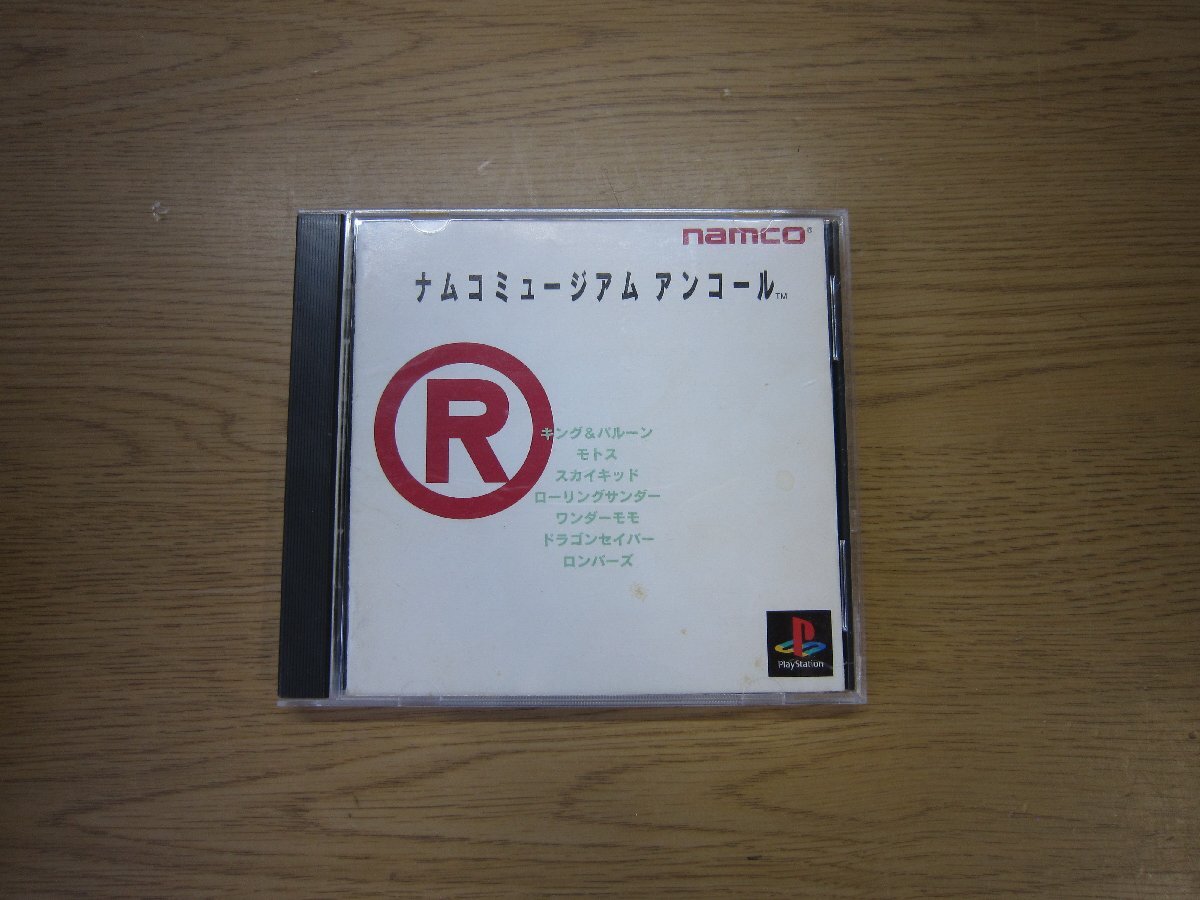 namco®
ナムコミュージアム アンコール™
R
キング&バルーン
モトス
スカイキッド
ローリングサンダー
ワンダーモモ
ドラゴンセイバー
ロンパーズ
PlayStation